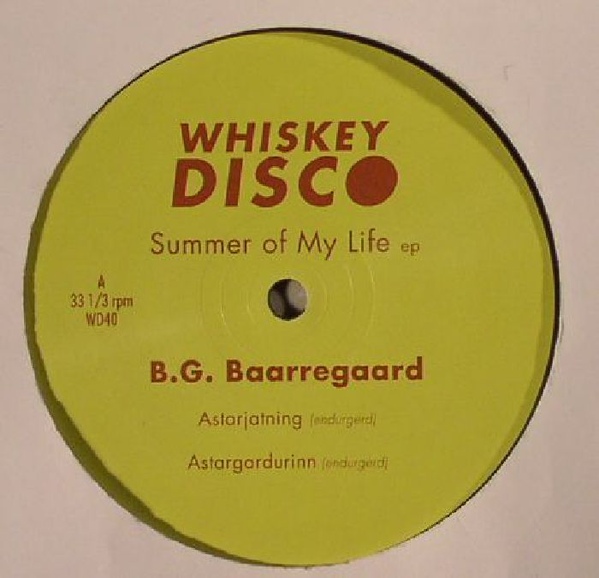 WHISKEY
DISCO
Summer of My Life ep
A
33 1/3 rpm
WD40
B.G. Baarregaard
Astarjatning (endurgerd)
Astargardurinn (endurgerd)